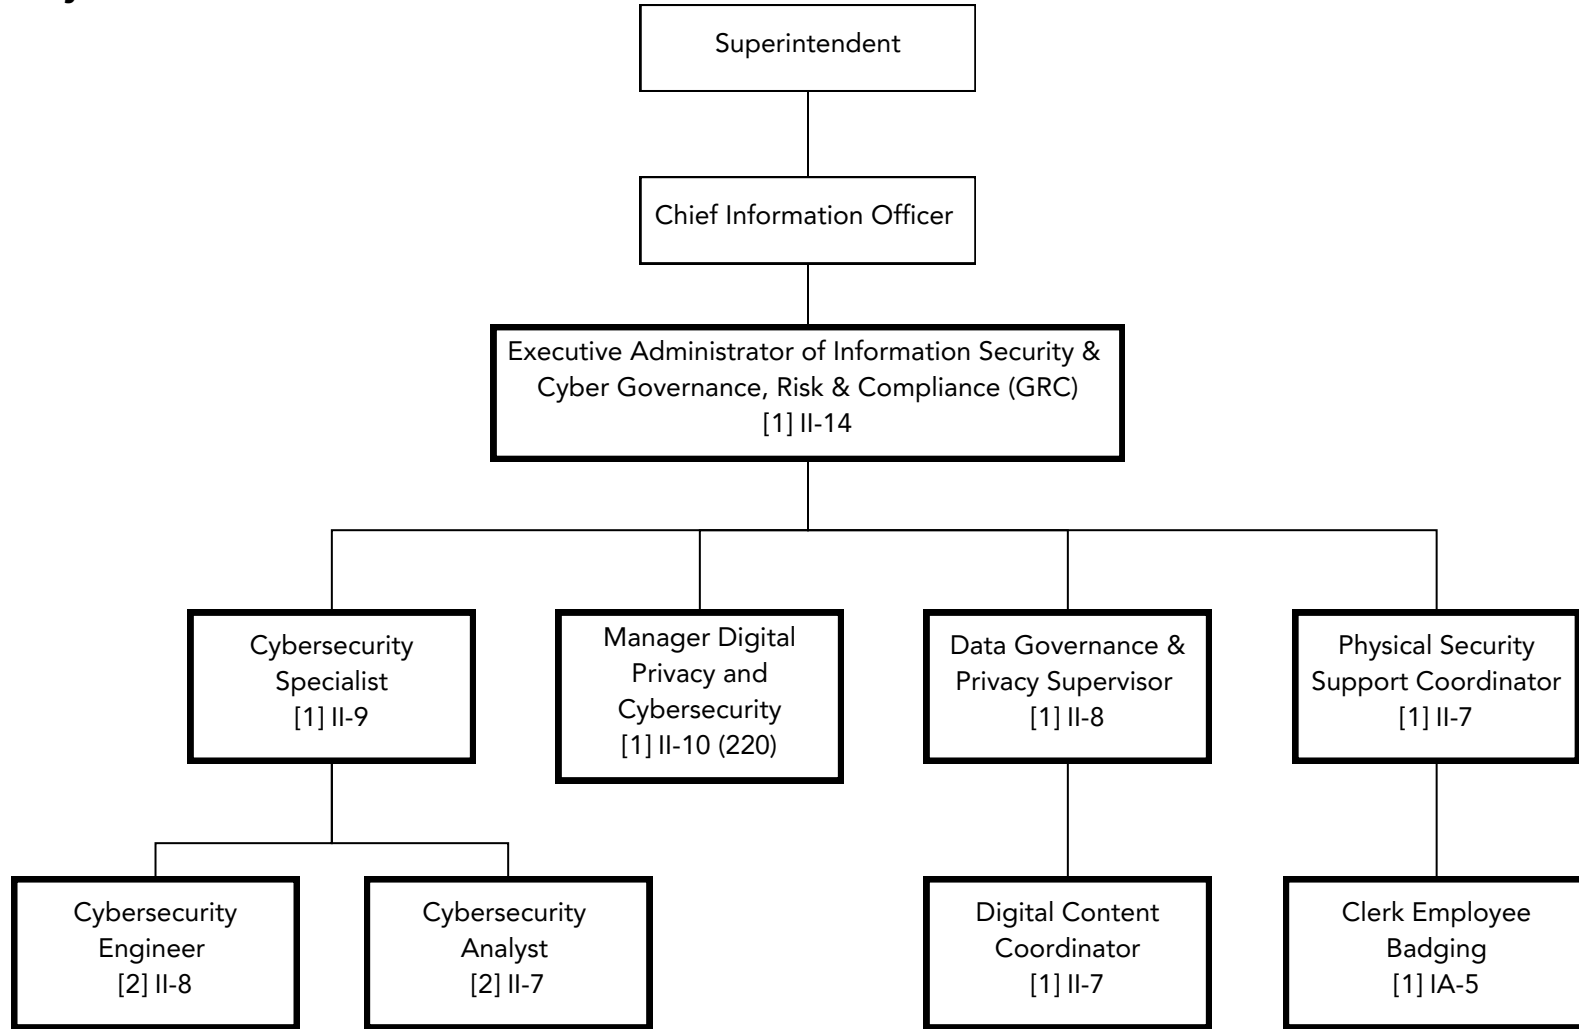 Superintendent
Chief Information Officer
Executive Administrator of Information Security &
Cyber Governance, Risk & Compliance (GRC)
[1] II-14
Cybersecurity
Specialist
[1] II-9
Manager Digital
Privacy and
Cybersecurity
[1] II-10 (220)
Data Governance &
Privacy Supervisor
[1] II-8
Physical Security
Support Coordinator
[1] II-7
Cybersecurity
Engineer
[2] II-8
Cybersecurity
Analyst
[2] II-7
Digital Content
Coordinator
[1] II-7
Clerk Employee
Badging
[1] IA-5